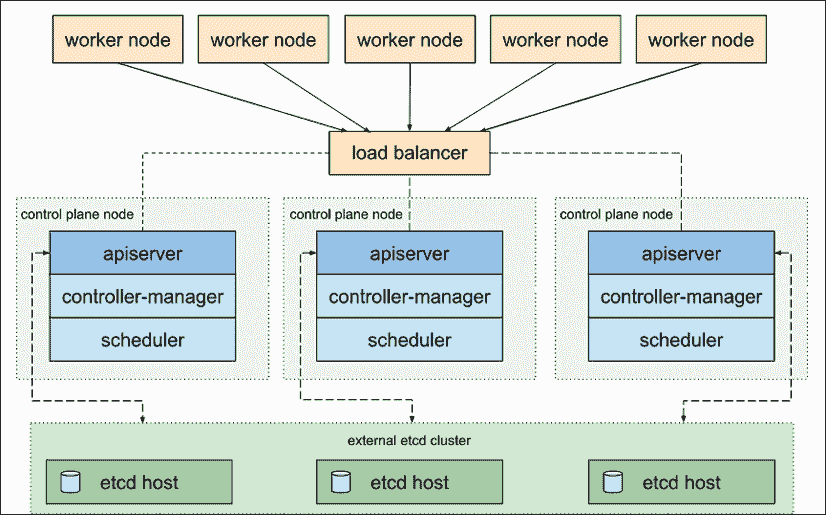 worker node
worker node
worker node
worker node
worker node
load balancer
control plane node
control plane node
control plane node
apiserver
apiserver
apiserver
controller-manager
controller-manager
controller-manager
scheduler
scheduler
scheduler
external etcd cluster
etcd host
etcd host
etcd host